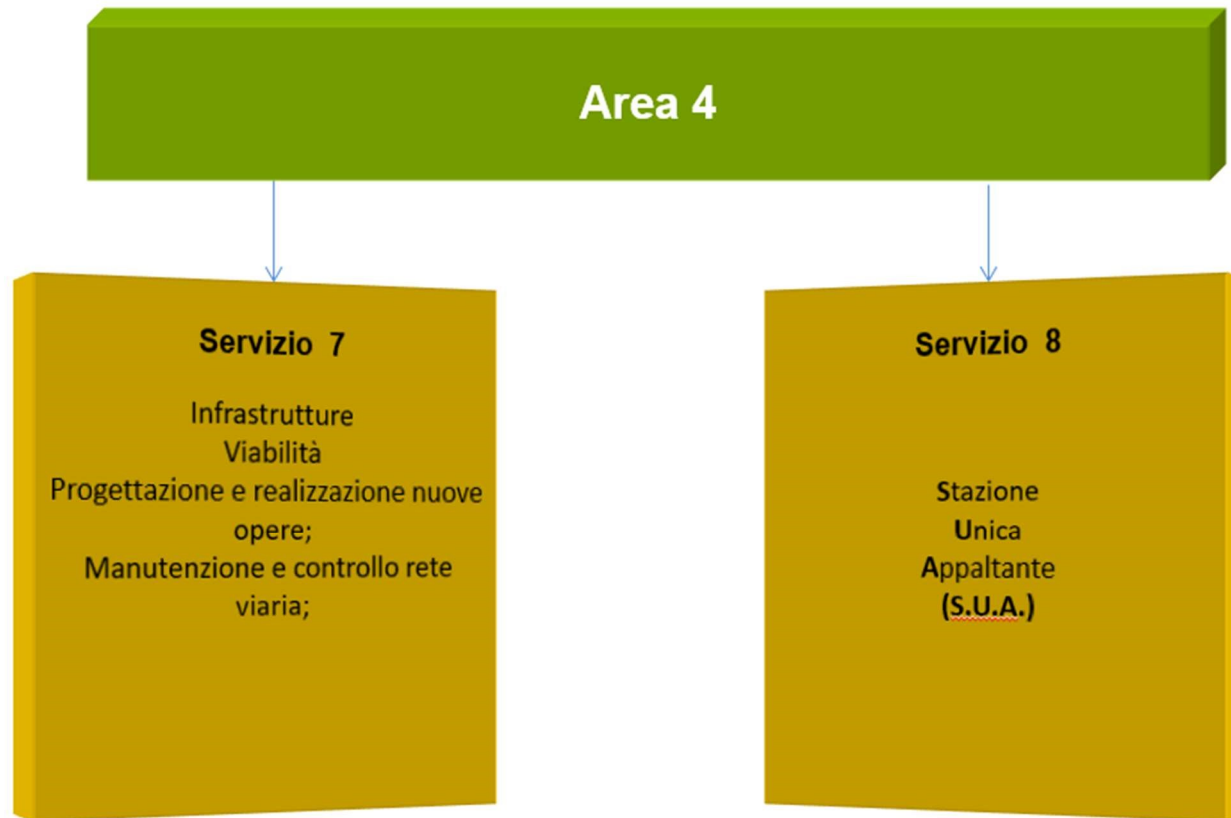 Area 4
Servizio 7
Infrastrutture
Viabilità
Progettazione e realizzazione nuove
opere;
Manutenzione e controllo rete
viaria;
Servizio 8
Stazione
Unica
Appaltante
(S.U.A.)